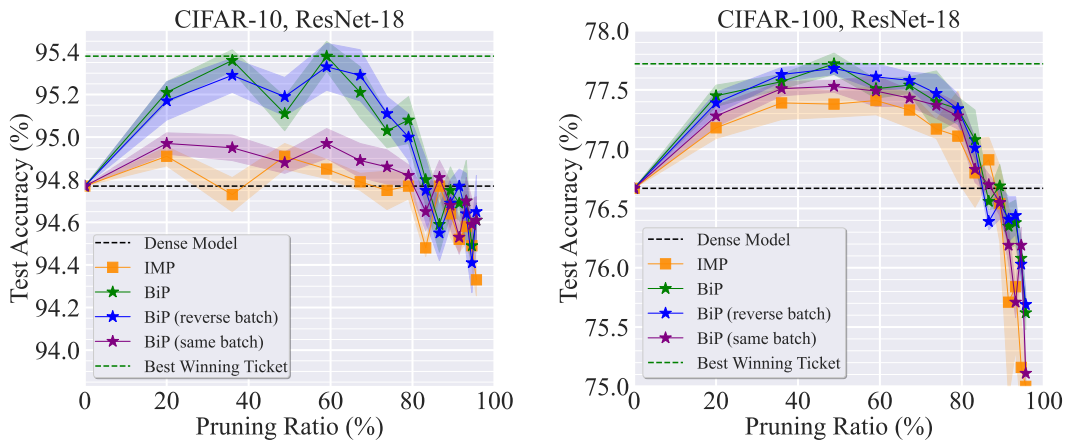 CIFAR-10, ResNet-18
Test Accuracy (%)
95.4
95.2
95.0
94.8
94.6
94.4
94.2
94.0
Dense Model
IMP
BiP
BiP (reverse batch)
BiP (same batch)
Best Winning Ticket
0 20 40 60 80 100
Pruning Ratio (%)
CIFAR-100, ResNet-18
Test Accuracy (%)
78.0
77.5
77.0
76.5
76.0
75.5
75.0
Dense Model
IMP
BiP
BiP (reverse batch)
BiP (same batch)
Best Winning Ticket
0 20 40 60 80 100
Pruning Ratio (%)